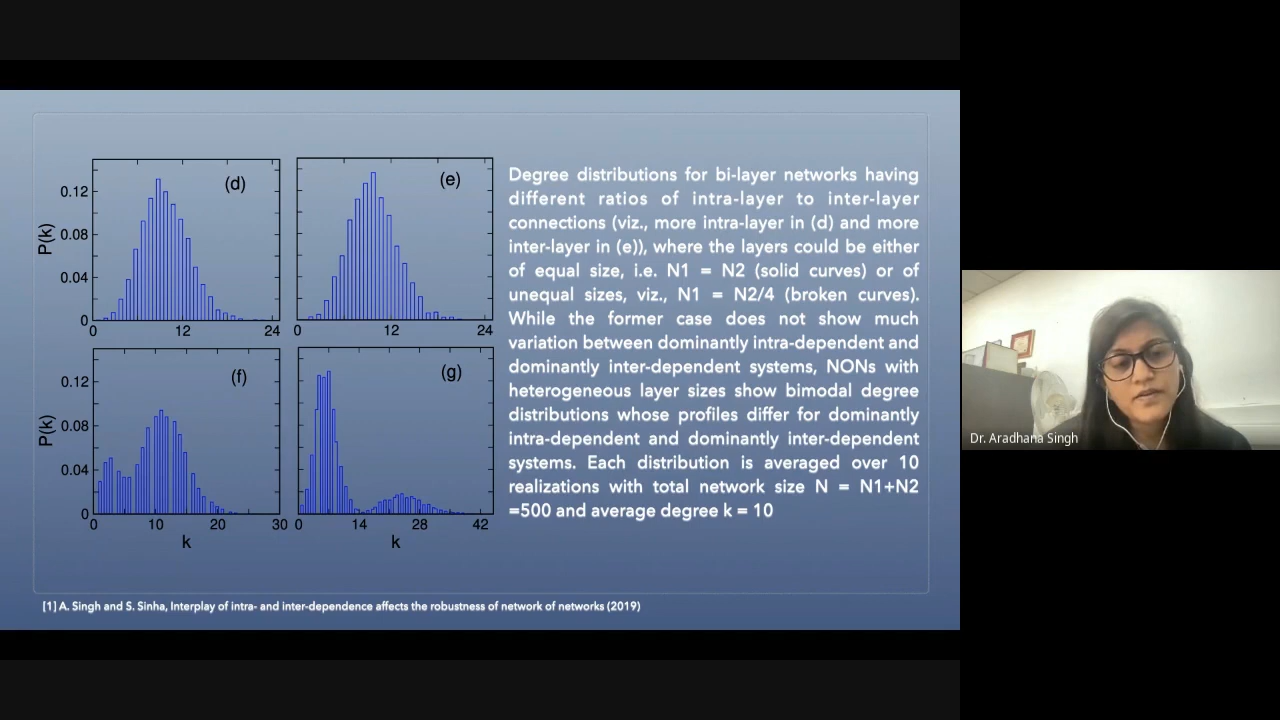 (d)
(e)
0.12
0.08
0.04
0
P(k)
0 12 24
0 12 24
(f)
(g)
0.12
0.08
0.04
0
P(k)
0 10 20 30
0 14 28 42
k
k
Degree distributions for bi-layer networks having
different ratios of intra-layer to inter-layer
connections (viz., more intra-layer in (d) and more
inter-layer in (e)), where the layers could be either
of equal size, i.e. N1 = N2 (solid curves) or of
unequal sizes, viz., N1 = N2/4 (broken curves).
While the former case does not show much
variation between dominantly intra-dependent and
dominantly inter-dependent systems, NONs with
heterogeneous layer sizes show bimodal degree
distributions whose profiles differ for dominantly
intra-dependent and dominantly inter-dependent
systems. Each distribution is averaged over 10
realizations with total network size N = N1+N2
=500 and average degree k = 10
[1] A. Singh and S. Sinha, Interplay of intra- and inter-dependence affects the robustness of network of networks (2019)
Dr. Aradhana Singh